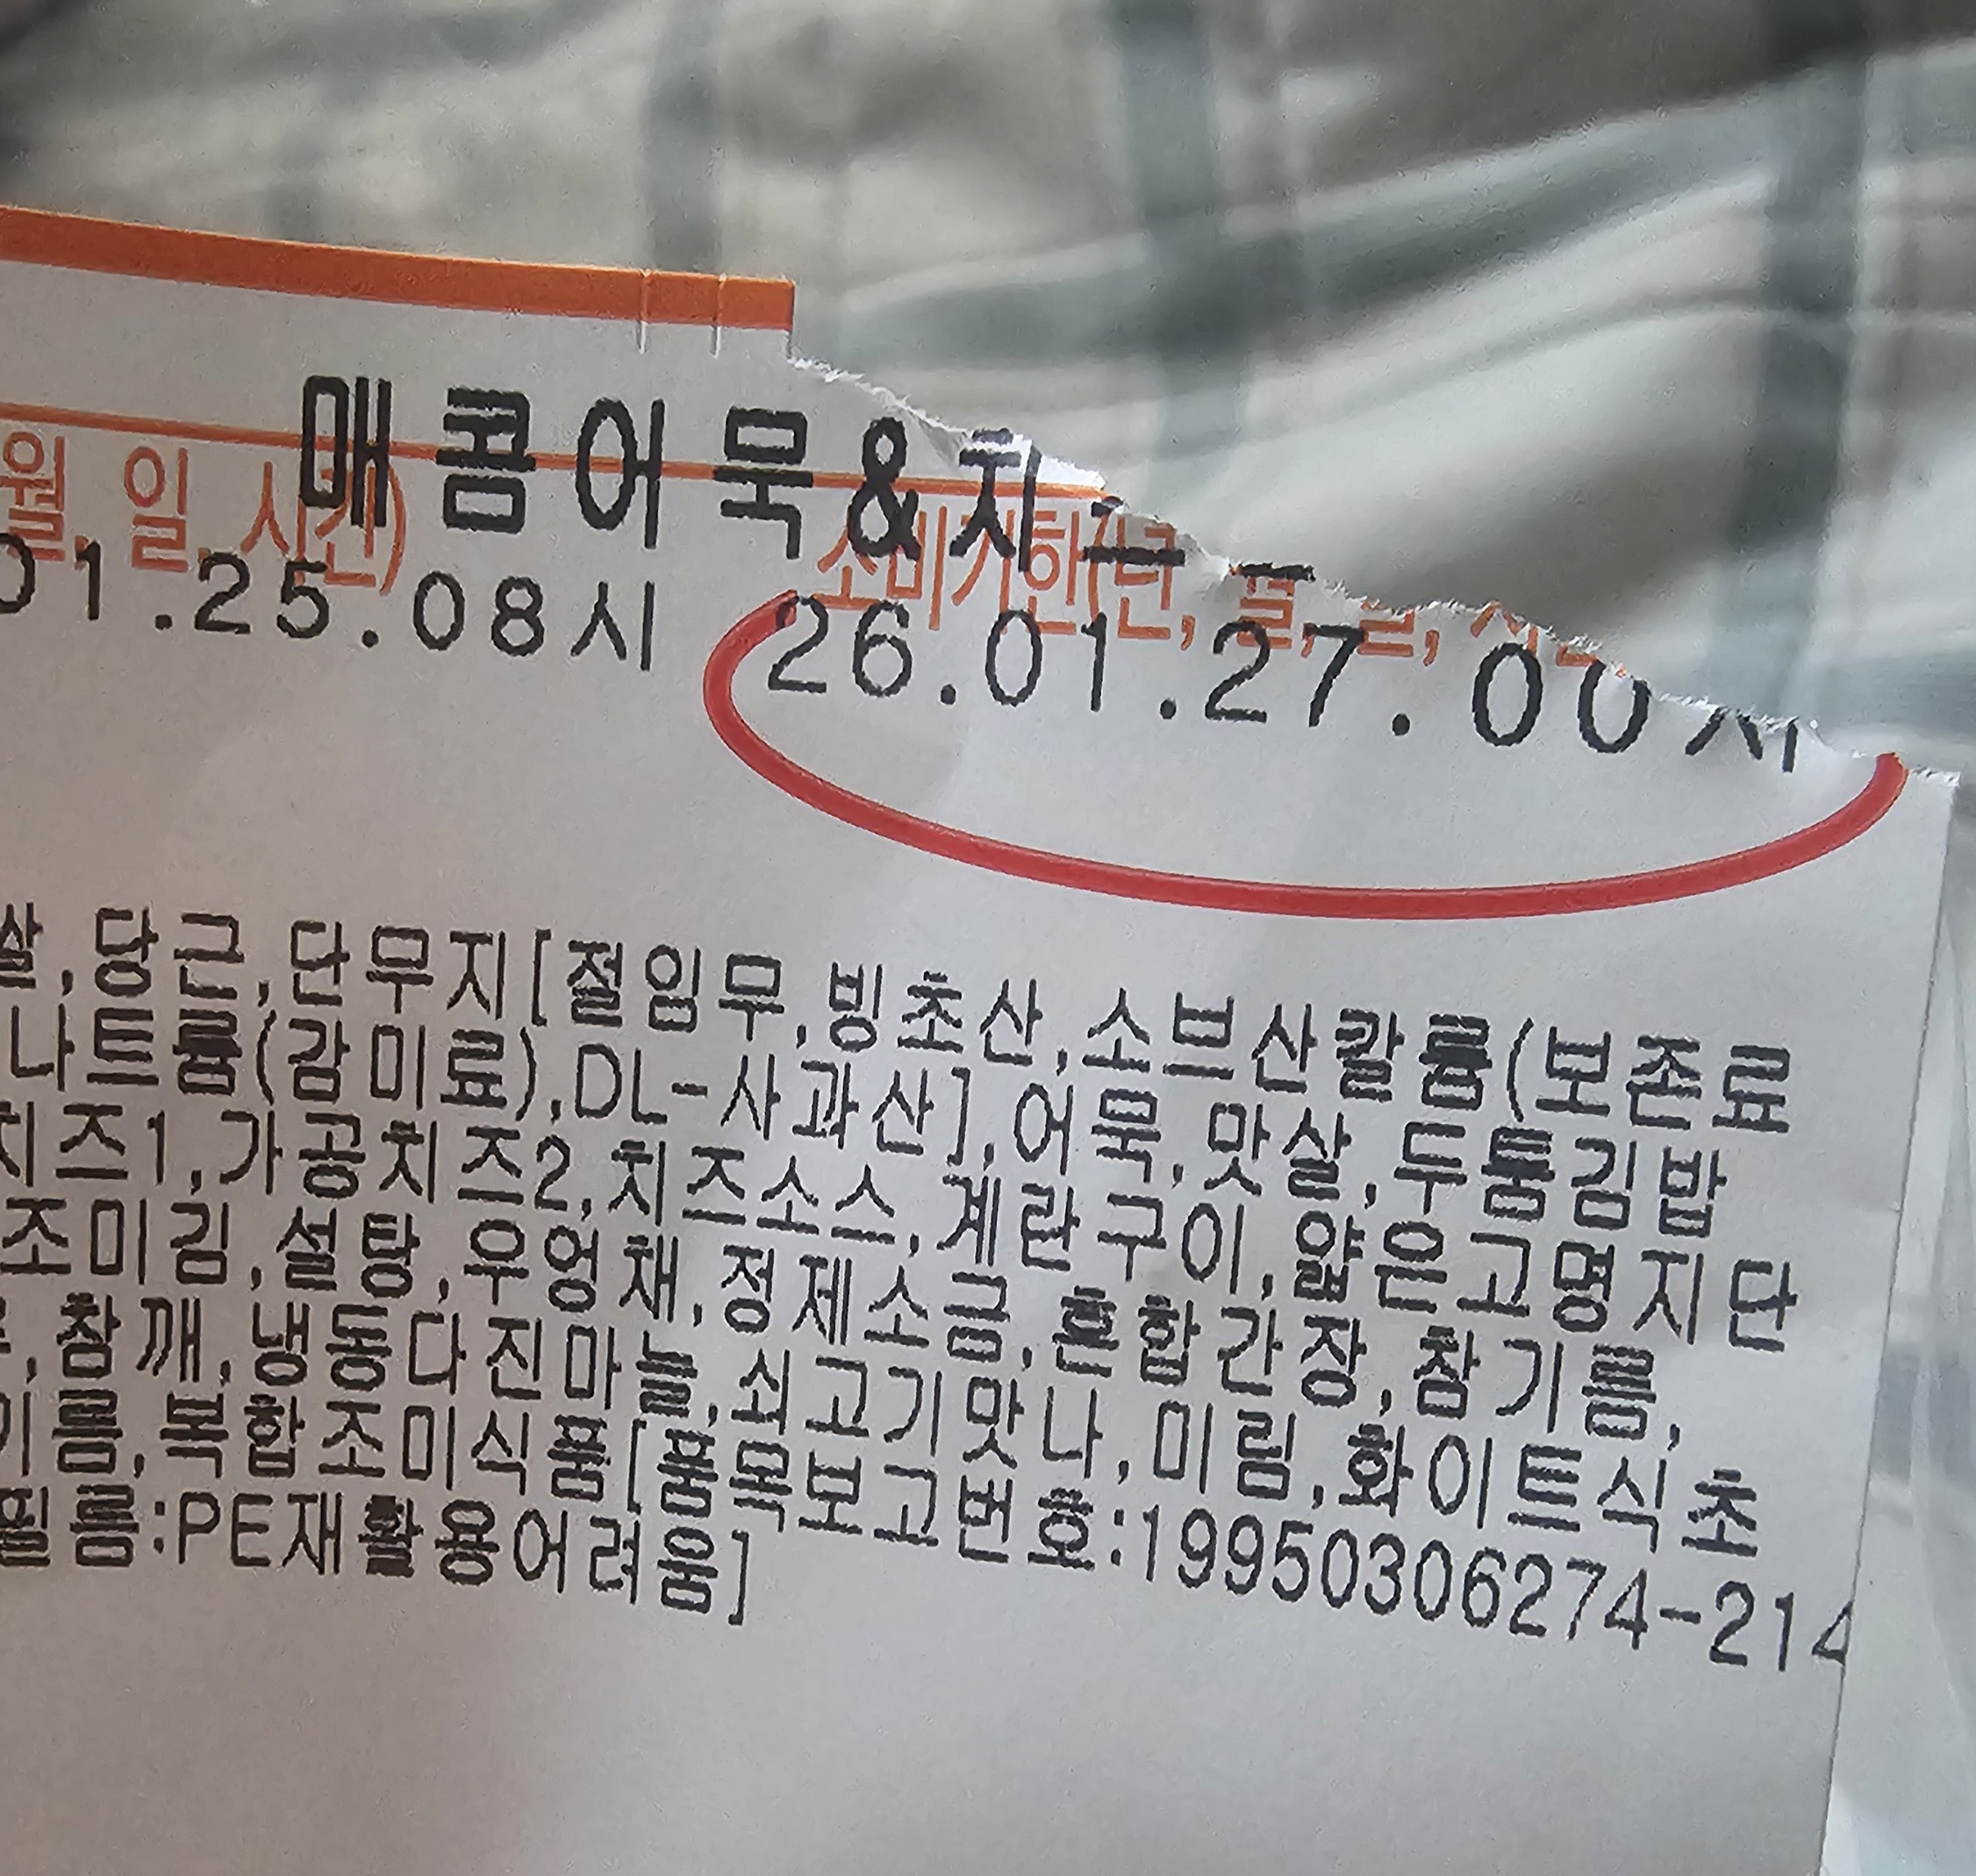 매콤어묵&치즈
월, 일, 시간) 소비기한(년, 월, 일, 시
01.25.08시 26.01.27.00시
살,당근,단무지[절임무,빙초산,소브산칼륨(보존료
나트륨(감미료),DL-사과산],어묵,맛살,두툼김밥
치즈1,가공치즈2,치즈소스,계란구이,얇은고명지단
조미김,설탕,우엉채,정제소금,혼합간장,참기름,
,참깨,냉동다진마늘,쇠고기맛나,미림,화이트식초
기름,복합조미식품[품목보고번호:19950306274-214
필름:PE재활용어려움]